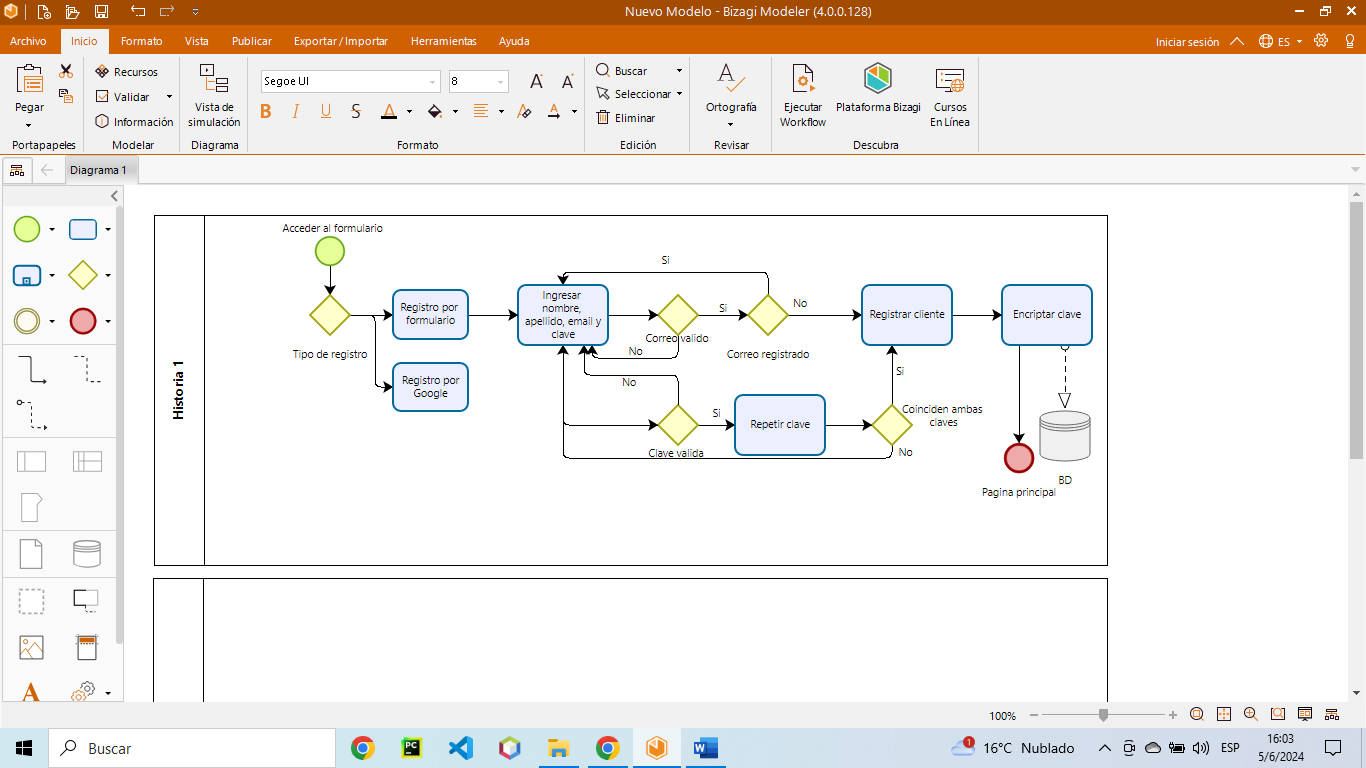 Nuevo Modelo - Bizagi Modeler (4.0.0.128)
Archivo Inicio Formato Vista Publicar Exportar / Importar Herramientas Ayuda Iniciar sesión ES
Pegar
Portapapeles
Recursos
Validar
Información
Modelar
Vista de
simulación
Diagrama
Segoe UI 8
B I U S A A
Formato
Buscar
Seleccionar
Eliminar
Edición
Ortografía
Revisar
Ejecutar
Workflow
Plataforma Bizagi
Cursos
En Línea
Descubra
Diagrama 1
Historia 1
Acceder al formulario
Tipo de registro
Registro por
formulario
Registro por
Google
Ingresar
nombre,
apellido, email y
clave
Si
Correo valido
No
Si
Correo registrado
No
Registrar cliente
Encriptar clave
No
Clave valida
Si
Repetir clave
Si
Coinciden ambas
claves
No
Pagina principal
BD
100%
Buscar
PC
W
1
16°C Nublado
ESP
16:03
5/6/2024